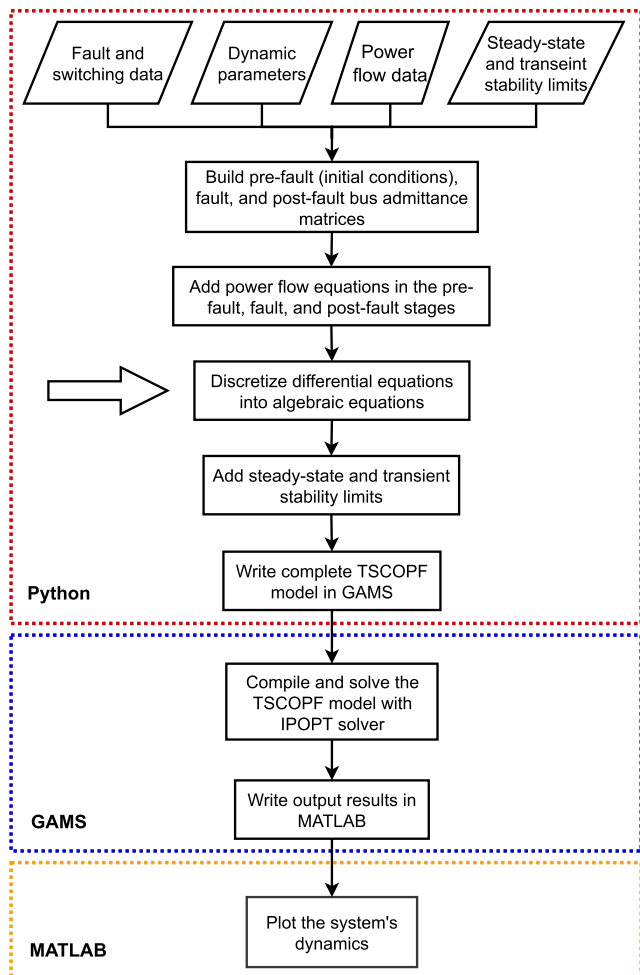 Fault and
switching data
Dynamic
parameters
Power
flow data
Steady-state
and transeint
stability limits
Build pre-fault (initial conditions),
fault, and post-fault bus admittance
matrices
Add power flow equations in the pre-
fault, fault, and post-fault stages
Discretize differential equations
into algebraic equations
Add steady-state and transient
stability limits
Write complete TSCOPF
model in GAMS
Python
Compile and solve the
TSCOPF model with
IPOPT solver
Write output results in
MATLAB
GAMS
Plot the system's
dynamics
MATLAB